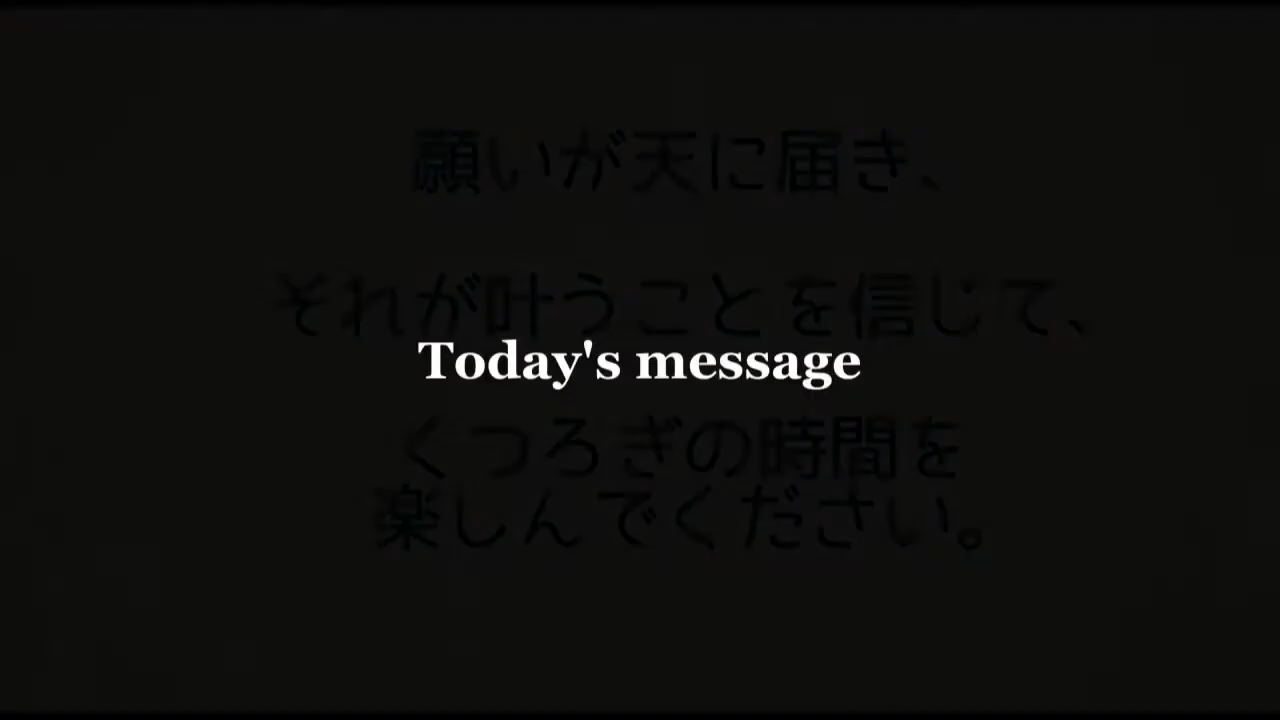 願いが天に届き、
それが叶うことを信じて、
Today's message
くつろぎの時間を
楽しんでください。